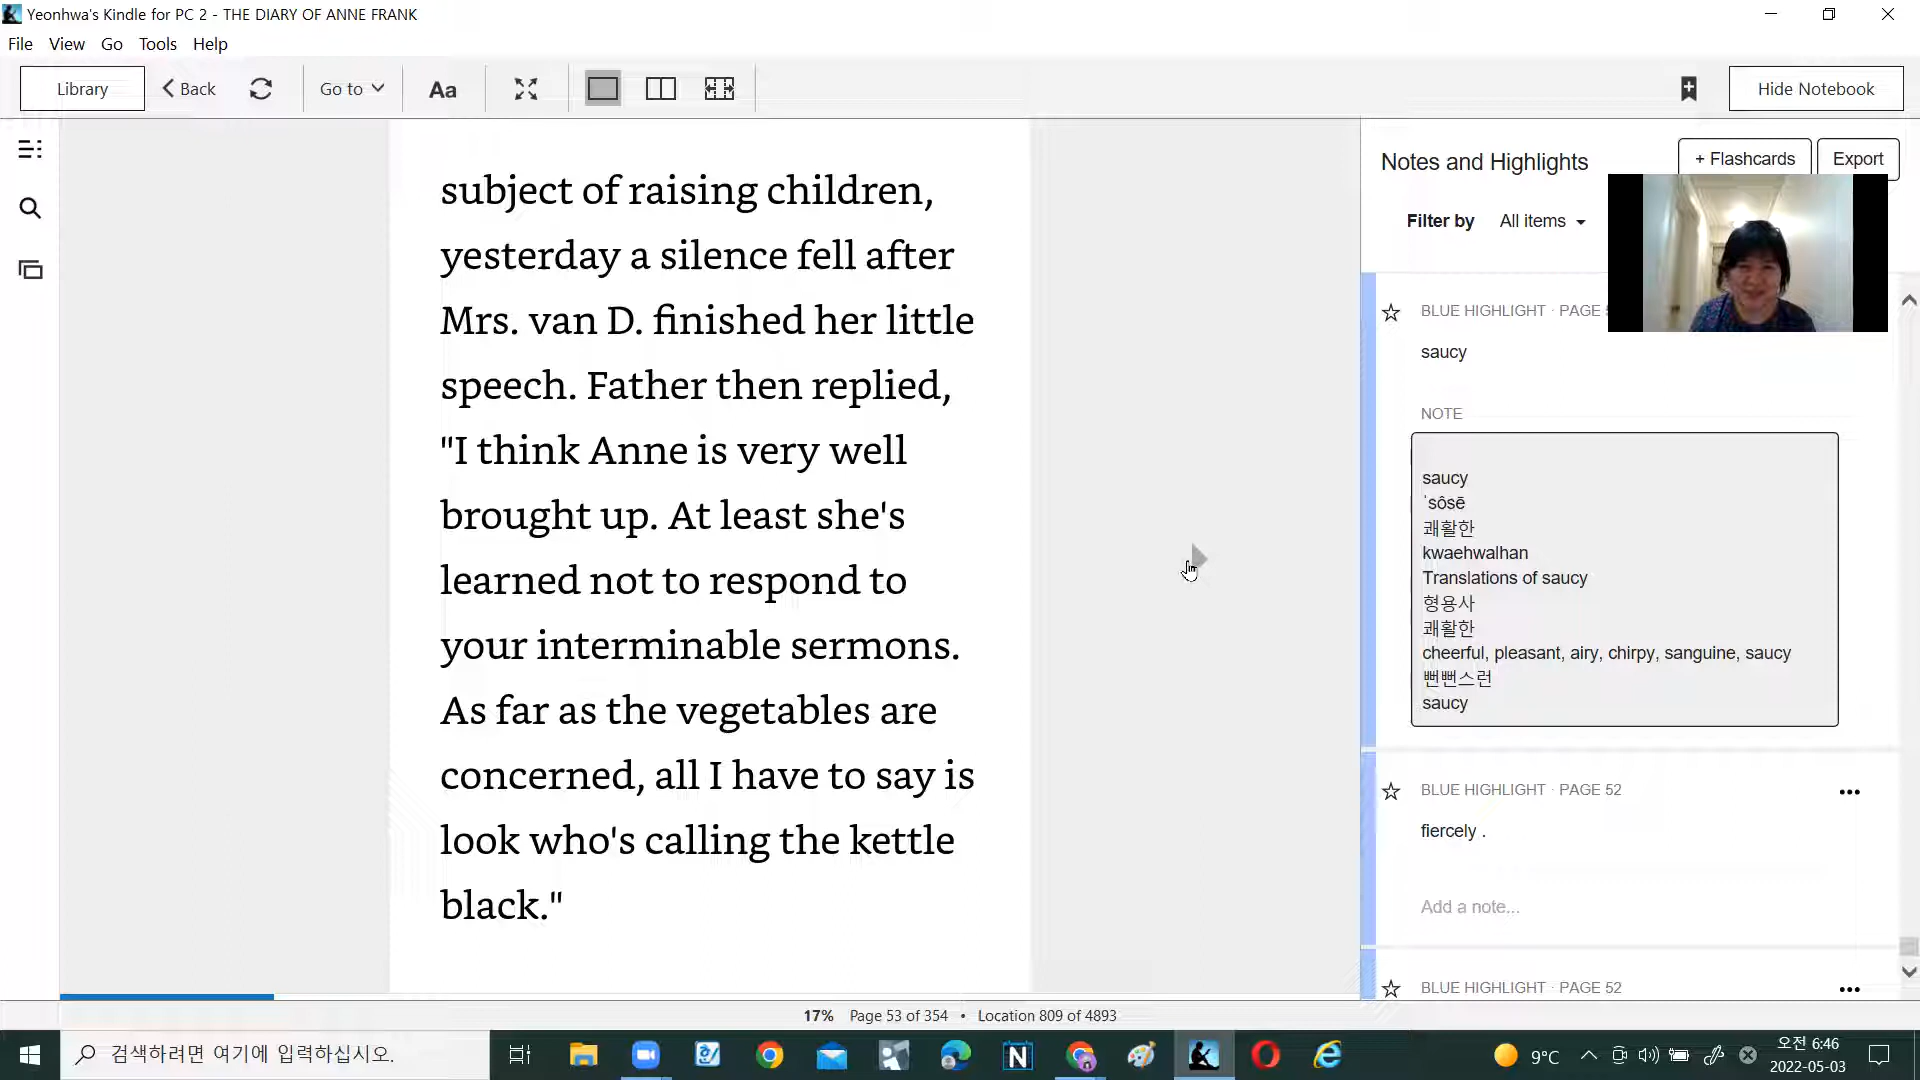 Yeonhwa's Kindle for PC 2 - THE DIARY OF ANNE FRANK
File View Go Tools Help
Library Back Go to Aa Hide Notebook
subject of raising children,
yesterday a silence fell after
Mrs. van D. finished her little
speech. Father then replied,
"I think Anne is very well
brought up. At least she's
learned not to respond to
your interminable sermons.
As far as the vegetables are
concerned, all I have to say is
look who's calling the kettle
black."
Notes and Highlights + Flashcards Export
Filter by All items
BLUE HIGHLIGHT · PAGE
saucy
NOTE
saucy
ˈsôsē
쾌활한
kwaehwalhan
Translations of saucy
형용사
쾌활한
cheerful, pleasant, airy, chirpy, sanguine, saucy
뻔뻔스런
saucy
BLUE HIGHLIGHT · PAGE 52
fiercely .
Add a note...
BLUE HIGHLIGHT · PAGE 52
17% Page 53 of 354 • Location 809 of 4893
검색하려면 여기에 입력하십시오.
9°C
오전 6:46
2022-05-03